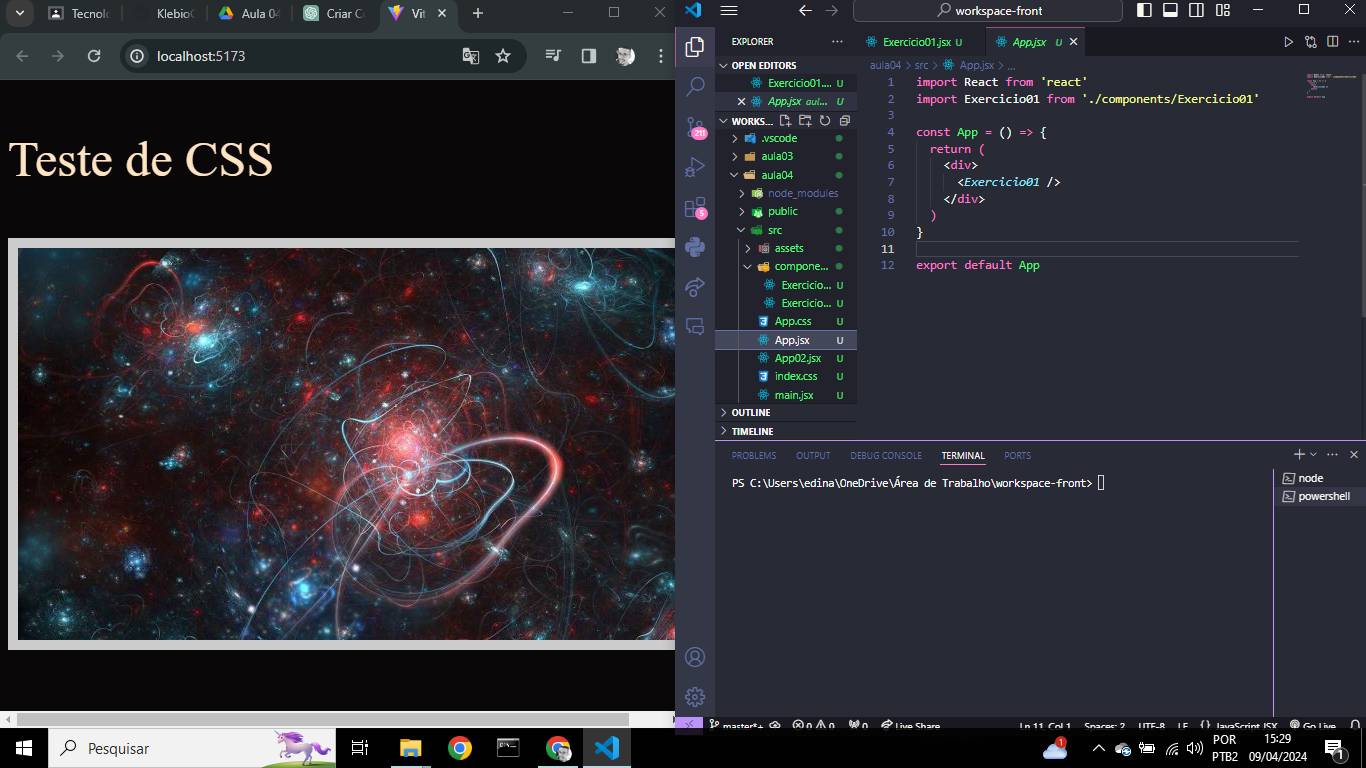 Tecnolo
KlebioC
Aula 04
Criar Ca
Vit
localhost:5173
Teste de CSS
workspace-front
EXPLORER
OPEN EDITORS
Exercicio01.... U
App.jsx aul... U
WORKS...
.vscode
aula03
aula04
node_modules
public
src
assets
compone...
Exercicio... U
Exercicio... U
App.css U
App.jsx U
App02.jsx U
index.css U
main.jsx U
OUTLINE
TIMELINE
211
5
Exercicio01.jsx U
App.jsx U
aula04 > src > App.jsx > ...
1 import React from 'react'
2 import Exercicio01 from './components/Exercicio01'
3
4 const App = () => {
5 return (
6 <div>
7 <Exercicio01 />
8 </div>
9 )
10 }
11
12 export default App
PROBLEMS OUTPUT DEBUG CONSOLE TERMINAL PORTS
PS C:\Users\edina\OneDrive\Área de Trabalho\workspace-front>
node
powershell
master*+ 0 0 0 Live Share Ln 11, Col 1 Spaces: 2 UTF-8 LF {} JavaScript JSX Go Live
Pesquisar
1
POR
PTB2
15:29
09/04/2024
1